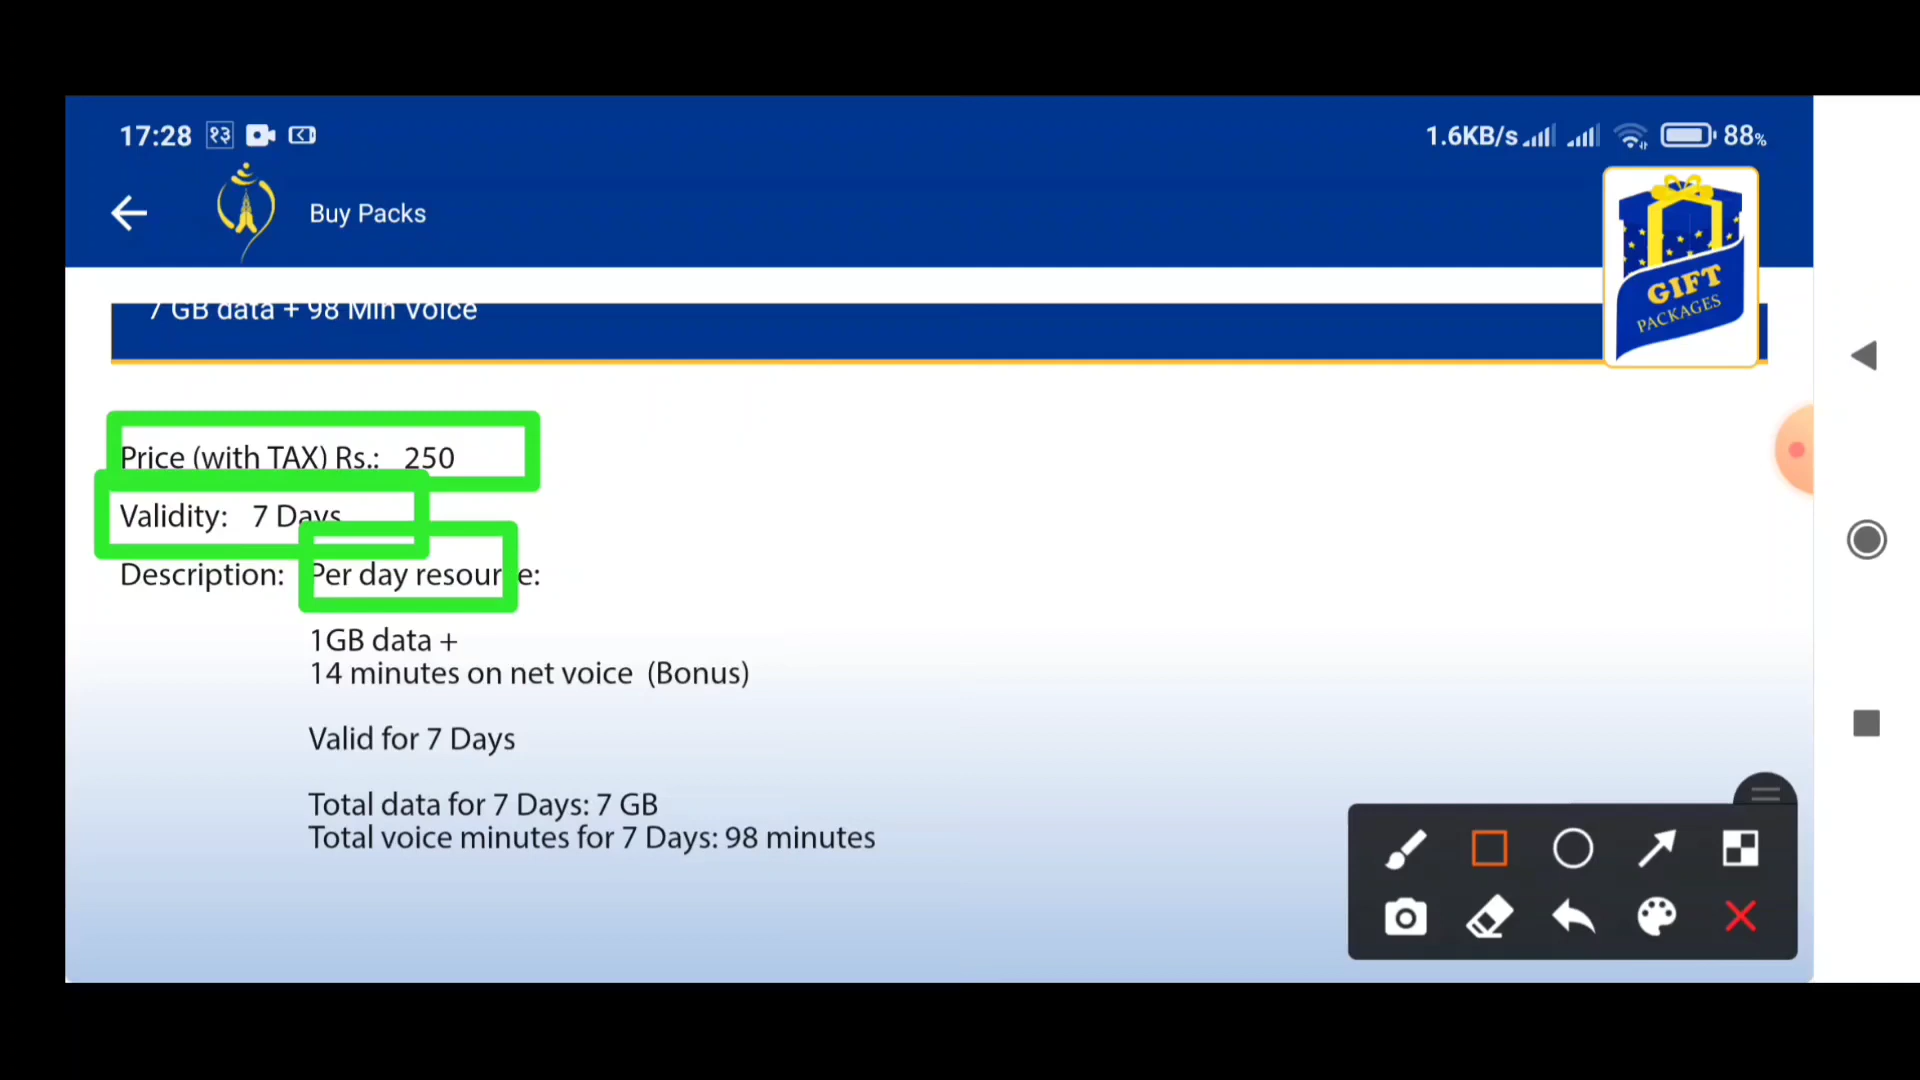 17:28 १३ 1.6KB/s 88%
Buy Packs
GIFT
PACKAGES
7 GB data + 98 Min Voice
Price (with TAX) Rs.: 250
Validity: 7 Days
Description: Per day resource:
1GB data +
14 minutes on net voice (Bonus)
Valid for 7 Days
Total data for 7 Days: 7 GB
Total voice minutes for 7 Days: 98 minutes